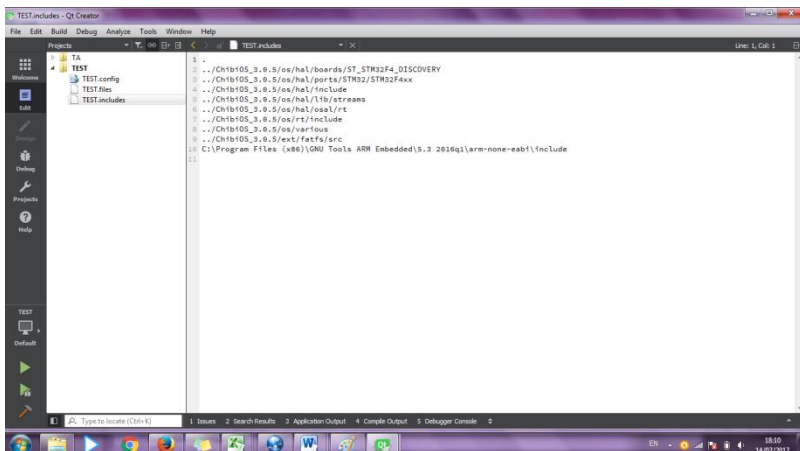 TEST.includes - Qt Creator
File Edit Build Debug Analyze Tools Window Help
Projects
TEST.includes
Line: 1, Col: 1
Welcome
Edit
Design
Debug
Projects
Help
TEST
Default
TA
TEST
TEST.config
TEST.files
TEST.includes
1 .
2 ../ChibiOS_3.0.5/os/hal/boards/ST_STM32F4_DISCOVERY
3 ../ChibiOS_3.0.5/os/hal/ports/STM32/STM32F4xx
4 ../ChibiOS_3.0.5/os/hal/include
5 ../ChibiOS_3.0.5/os/hal/lib/streams
6 ../ChibiOS_3.0.5/os/hal/osal/rt
7 ../ChibiOS_3.0.5/os/rt/include
8 ../ChibiOS_3.0.5/os/various
9 ../ChibiOS_3.0.5/ext/fatfs/src
10 C:\Program Files (x86)\GNU Tools ARM Embedded\5.3 2016q1\arm-none-eabi\include
11
Type to locate (Ctrl+K)
1 Issues 2 Search Results 3 Application Output 4 Compile Output 5 Debugger Console
EN
18:10
14/07/2017